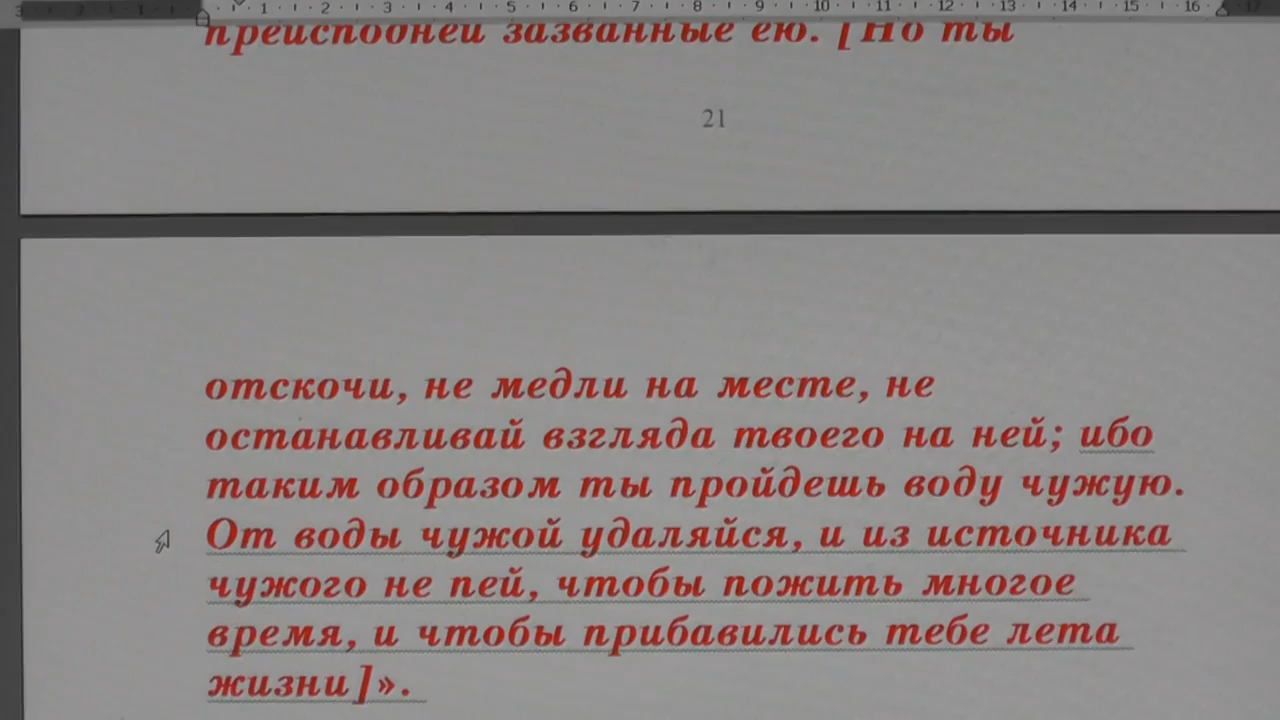 преисподней зазванные ею. [Но ты
21
отскочи, не медли на месте, не
останавливай взгляда твоего на ней; ибо
таким образом ты пройдешь воду чужую.
От воды чужой удаляйся, и из источника
чужого не пей, чтобы пожить многое
время, и чтобы прибавились тебе лета
жизни]».